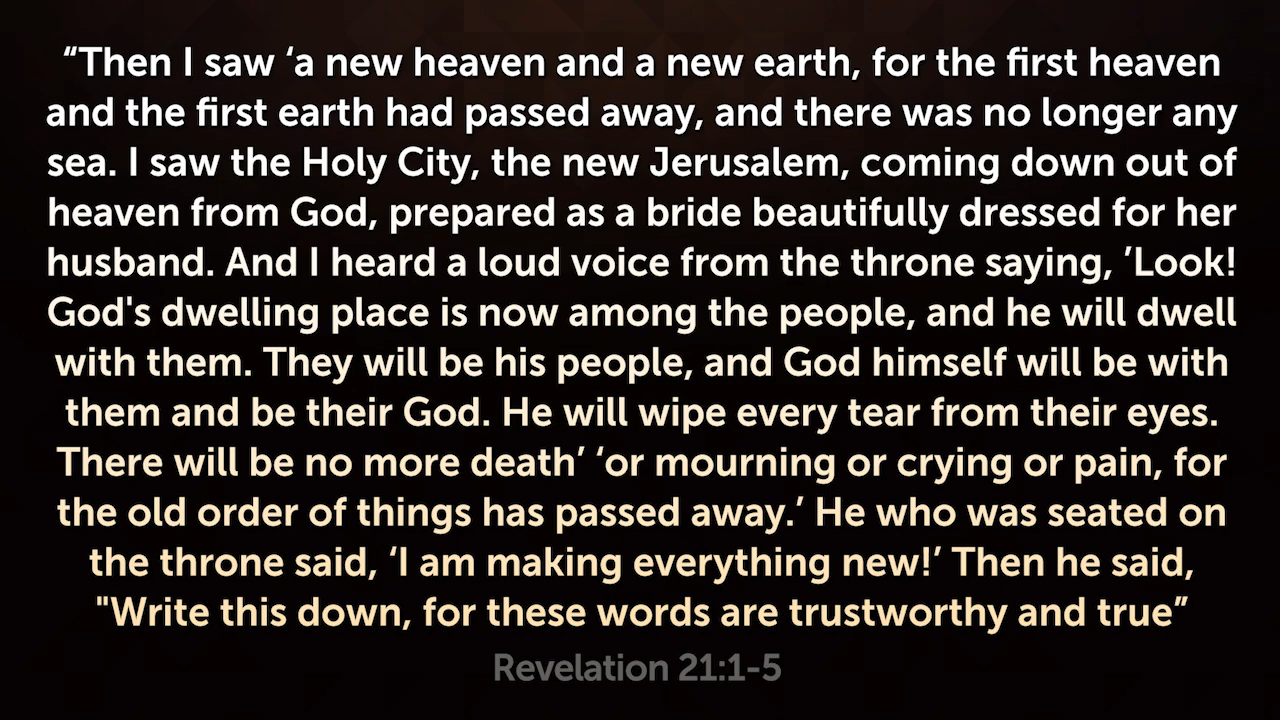 “Then I saw ‘a new heaven and a new earth, for the first heaven
and the first earth had passed away, and there was no longer any
sea. I saw the Holy City, the new Jerusalem, coming down out of
heaven from God, prepared as a bride beautifully dressed for her
husband. And I heard a loud voice from the throne saying, ’Look!
God's dwelling place is now among the people, and he will dwell
with them. They will be his people, and God himself will be with
them and be their God. He will wipe every tear from their eyes.
There will be no more death’ ‘or mourning or crying or pain, for
the old order of things has passed away.’ He who was seated on
the throne said, ‘I am making everything new!’ Then he said,
"Write this down, for these words are trustworthy and true”
Revelation 21:1-5